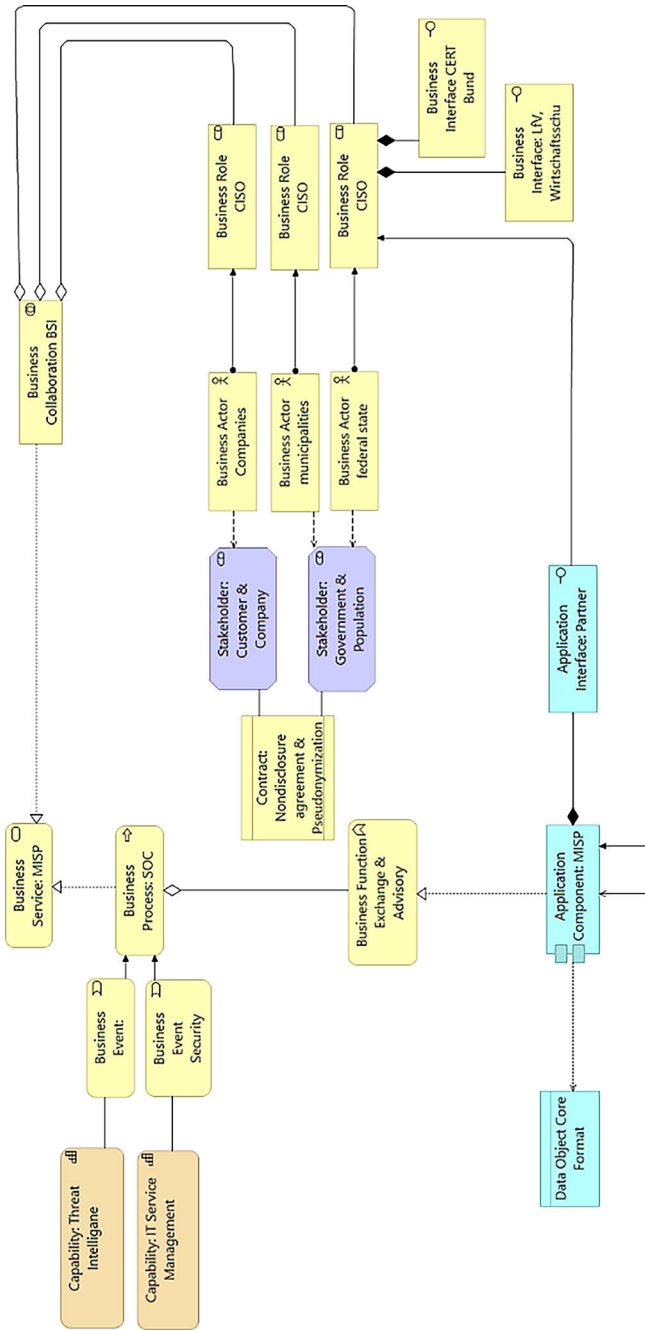 Business
Service: MISP
Business
Collaboration BSI
Capability: Threat
Intelligane
Business
Event:
Business
Process: SOC
Capability: IT Service
Management
Business
Event
Security
Stakeholder:
Customer &
Company
Business Actor
Companies
Business Role
CISO
Contract:
Nondisclosure
agreement &
Pseudonymization
Business Actor
municipalities
Business Role
CISO
Stakeholder:
Government &
Population
Business Actor
federal state
Business Role
CISO
Business Function
Exchange &
Advisory
Business
Interface CERT
Bund
Business
Interface: LfV,
Wirtschaftsschu
Data Object Core
Format
Application
Component: MISP
Application
Interface: Partner